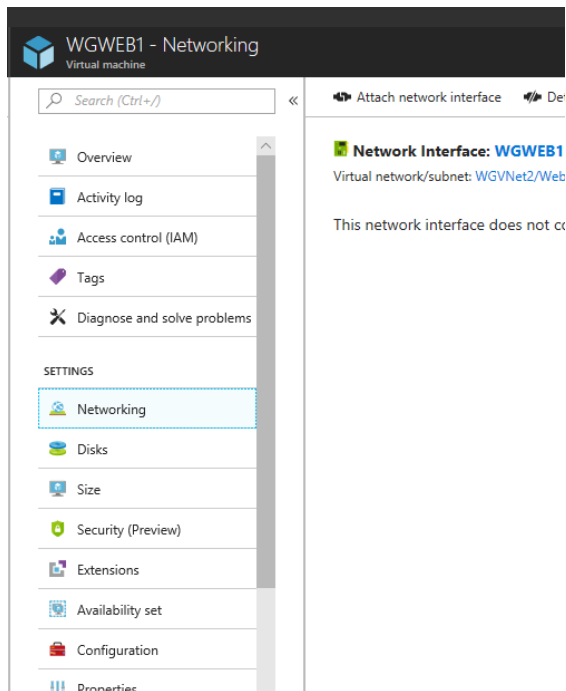 WGWEB1 - Networking
Virtual machine
Search (Ctrl+/)
«
Attach network interface
Network Interface: WGWEB1
Virtual network/subnet: WGVNet2/Web
This network interface does not
Overview
Activity log
Access control (IAM)
Tags
Diagnose and solve problems
SETTINGS
Networking
Disks
Size
Security (Preview)
Extensions
Availability set
Configuration
Properties